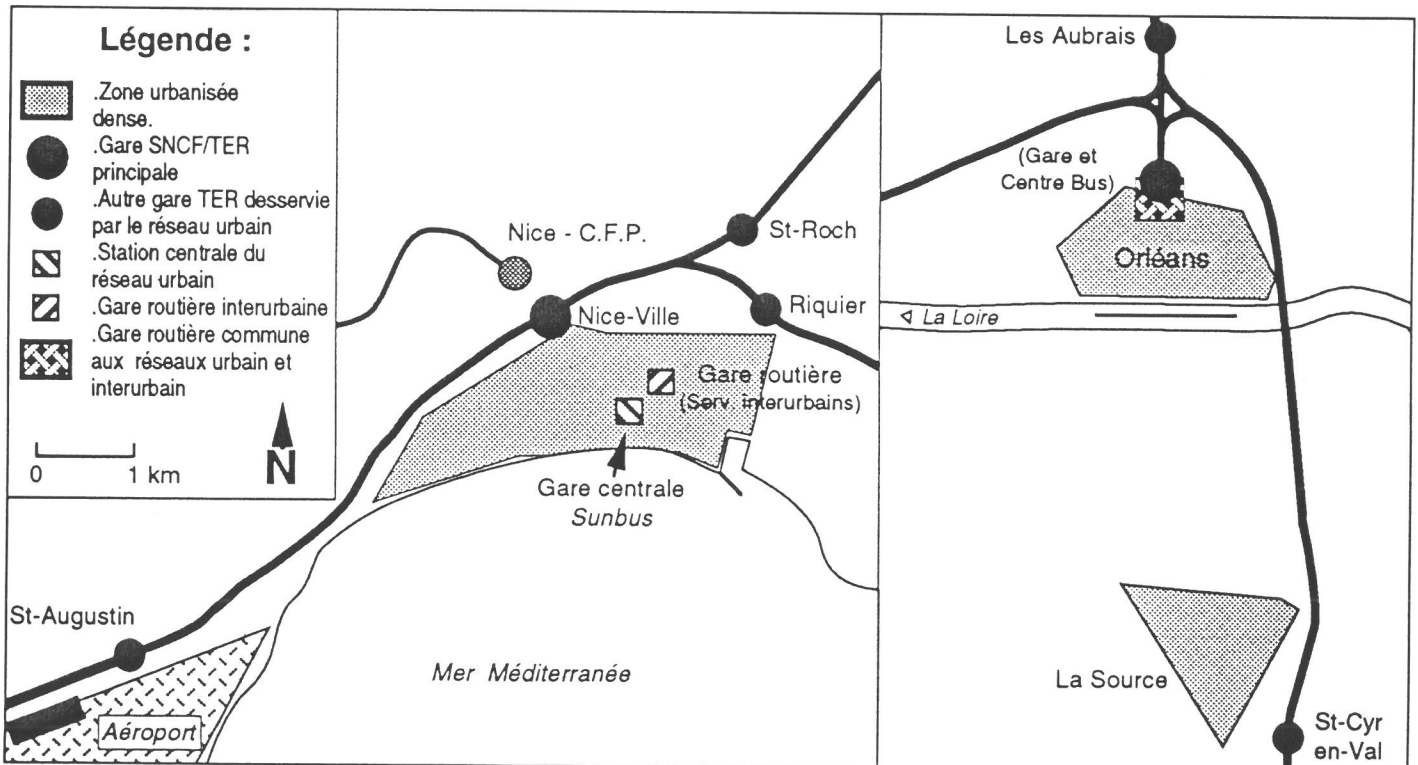 Légende :
.Zone urbanisée
dense.
.Gare SNCF/TER
principale
.Autre gare TER desservie
par le réseau urbain
.Station centrale du
réseau urbain
.Gare routière interurbaine
.Gare routière commune
aux réseaux urbain et
interurbain
0 1 km
N
Nice - C.F.P.
St-Roch
Nice-Ville
Riquier
Gare routière
(Serv. interurbains)
Gare centrale
Sunbus
St-Augustin
Mer Méditerranée
Aéroport
Les Aubrais
(Gare et
Centre Bus)
Orléans
La Loire
La Source
St-Cyr
en-Val